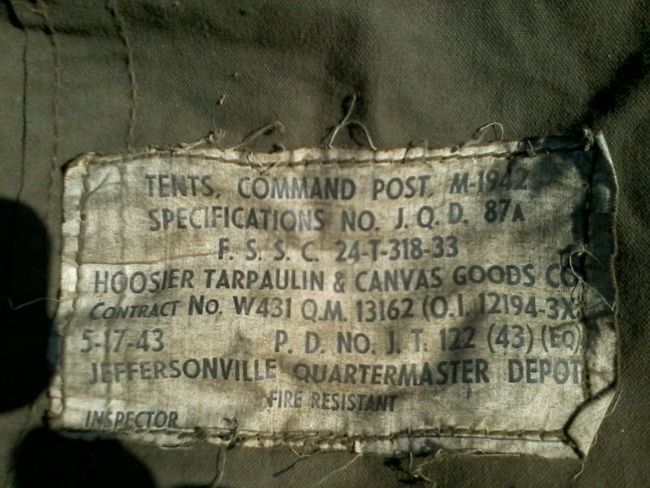 TENTS, COMMAND POST, M-1942
SPECIFICATIONS NO. J. Q. D. 87A
F. S. S. C. 24-T-318-33
HOOSIER TARPAULIN & CANVAS GOODS CO
CONTRACT NO. W431 Q.M. 13162 (O.I. 12194-3X
5-17-43 P. D. NO. J. T. 122 (43) (EQ)
JEFFERSONVILLE QUARTERMASTER DEPOT
FIRE RESISTANT
INSPECTOR